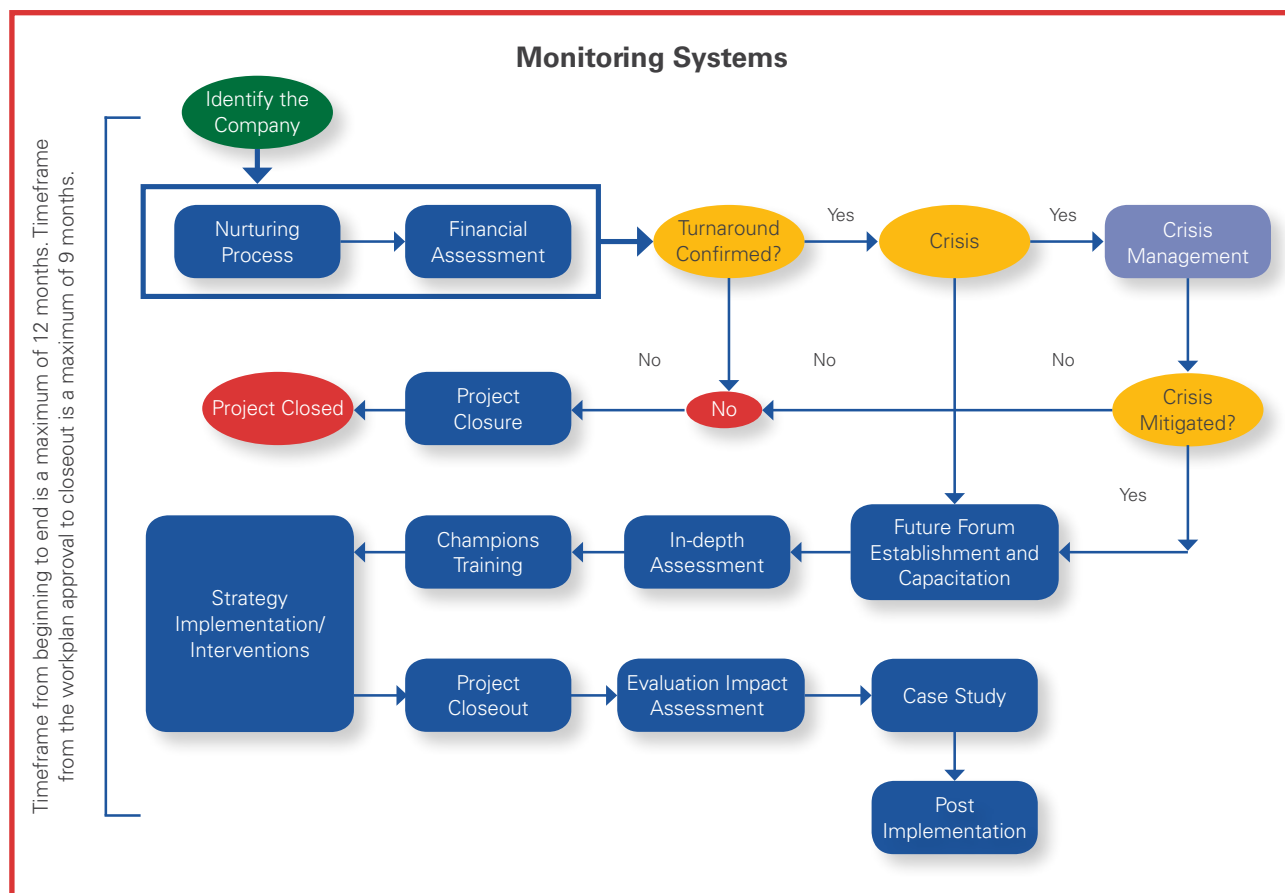 Monitoring Systems
Timeframe from beginning to end is a maximum of 12 months. Timeframe
from the workplan approval to closeout is a maximum of 9 months.
Identify the
Company
Nurturing
Process
Financial
Assessment
Turnaround
Confirmed?
Yes
Crisis
Yes
Crisis
Management
No
No
No
Project Closed
Project
Closure
No
Crisis
Mitigated?
Yes
Strategy
Implementation/
Interventions
Champions
Training
In-depth
Assessment
Future Forum
Establishment and
Capacitation
Project
Closeout
Evaluation Impact
Assessment
Case Study
Post
Implementation